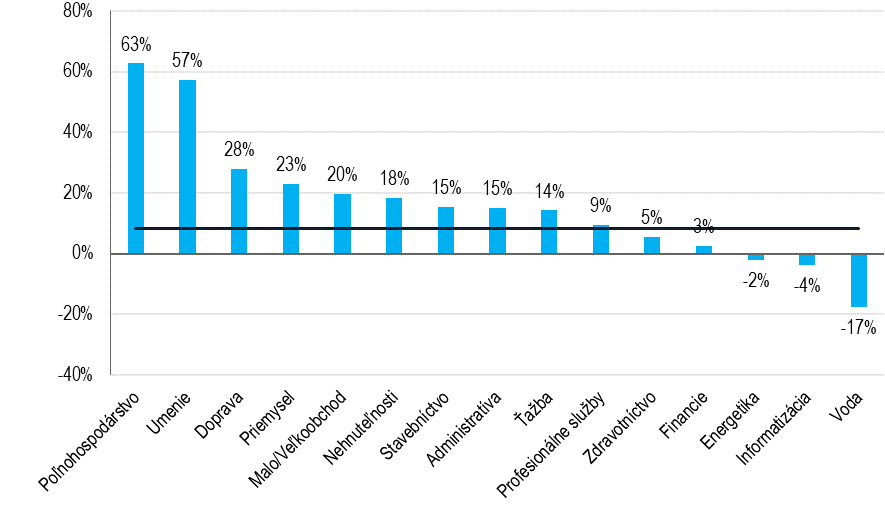 80%
60%
40%
20%
0%
-20%
-40%
63%
57%
28%
23%
20%
18%
15%
15%
14%
9%
5%
3%
-2%
-4%
-17%
Poľnohospodárstvo
Umenie
Doprava
Priemysel
Malo/Veľkoobchod
Nehnuteľnosti
Stavebníctvo
Administratíva
Ťažba
Profesionálne služby
Zdravotníctvo
Financie
Energetika
Informatizácia
Voda